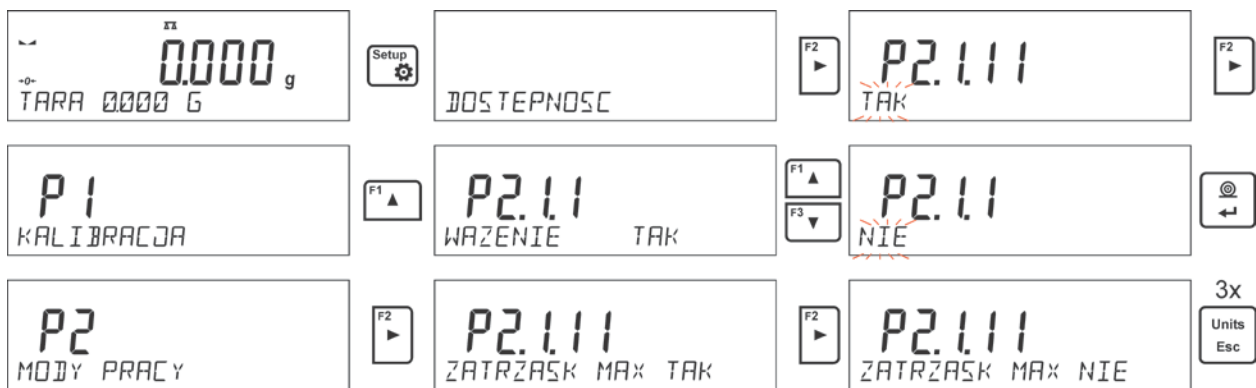 →0←
0.000 g
TARA 0.000 G
Setup
DOSTEPNOSC
F2
P2.1.11
TAK
F2
P1
KALIBRACJA
F1
P2.1.1
WAZENIE TAK
F1
F3
P2.1.1
NIE
P2
MODY PRACY
F2
P2.1.11
ZATRZASK MAX TAK
F2
P2.1.11
ZATRZASK MAX NIE
3x
Units
Esc